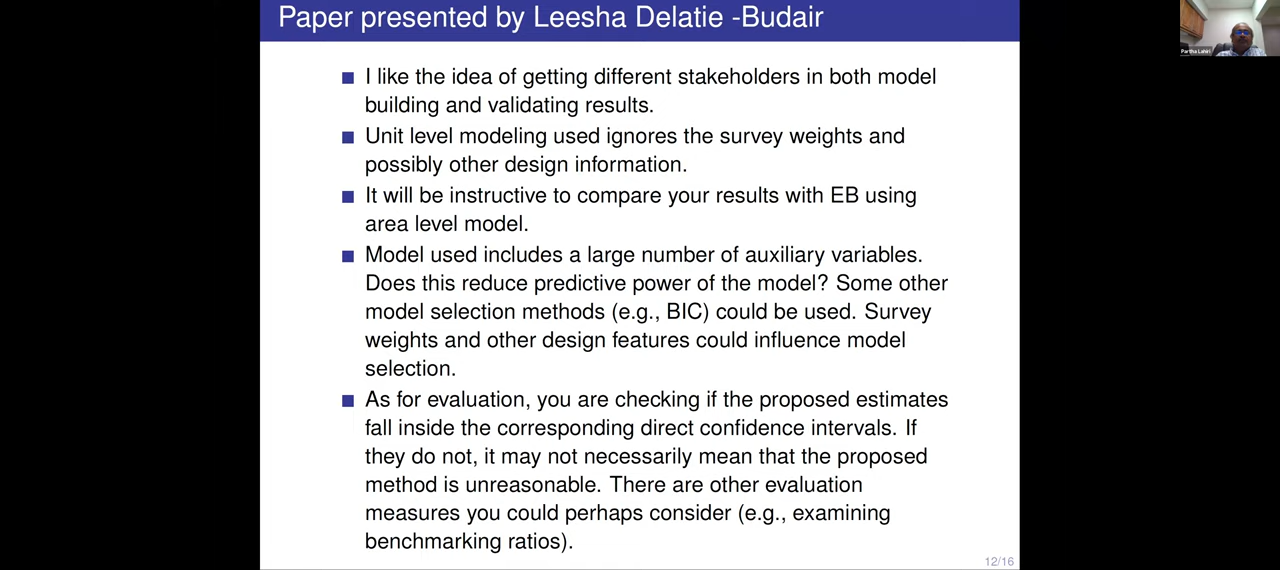 Paper presented by Leesha Delatie -Budair
I like the idea of getting different stakeholders in both model
building and validating results.
Unit level modeling used ignores the survey weights and
possibly other design information.
It will be instructive to compare your results with EB using
area level model.
Model used includes a large number of auxiliary variables.
Does this reduce predictive power of the model? Some other
model selection methods (e.g., BIC) could be used. Survey
weights and other design features could influence model
selection.
As for evaluation, you are checking if the proposed estimates
fall inside the corresponding direct confidence intervals. If
they do not, it may not necessarily mean that the proposed
method is unreasonable. There are other evaluation
measures you could perhaps consider (e.g., examining
benchmarking ratios).
12/16
Partha Lahiri